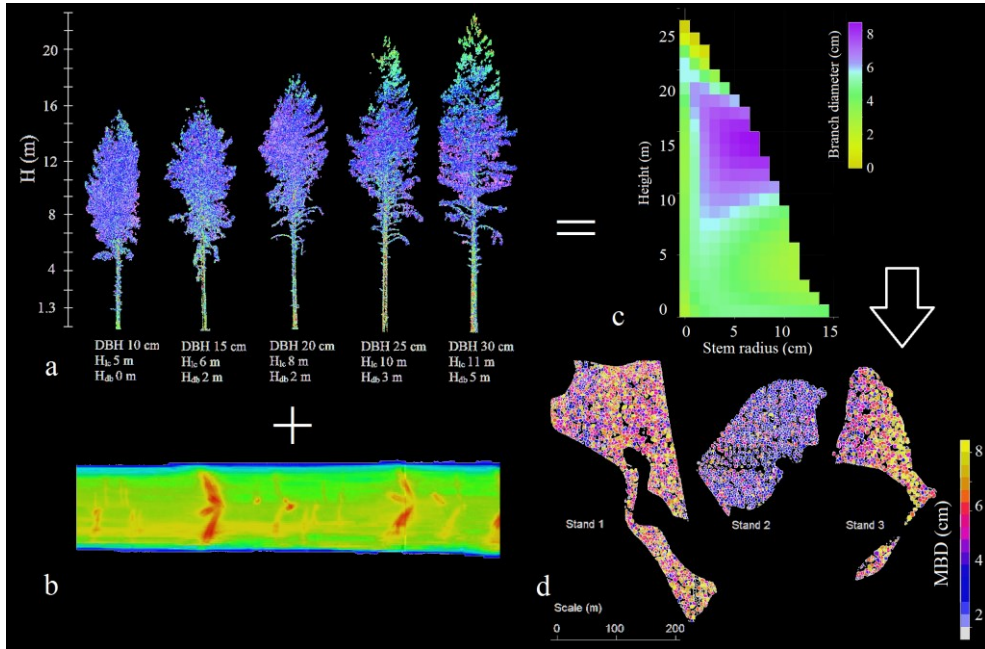 H (m)
20
16
12
8
4
1.3
DBH 10 cm
Hlc 5 m
Hdb 0 m
DBH 15 cm
Hlc 6 m
Hdb 2 m
DBH 20 cm
Hlc 8 m
Hdb 2 m
DBH 25 cm
Hlc 10 m
Hdb 3 m
DBH 30 cm
Hlc 11 m
Hdb 5 m
a
+
=
Height (m)
25
20
15
10
5
0
0 5 10 15
Stem radius (cm)
Branch diameter (cm)
8
6
4
2
0
c
b
Stand 1
Stand 2
Stand 3
Scale (m)
0 100 200
d
MBD (cm)
8
6
4
2